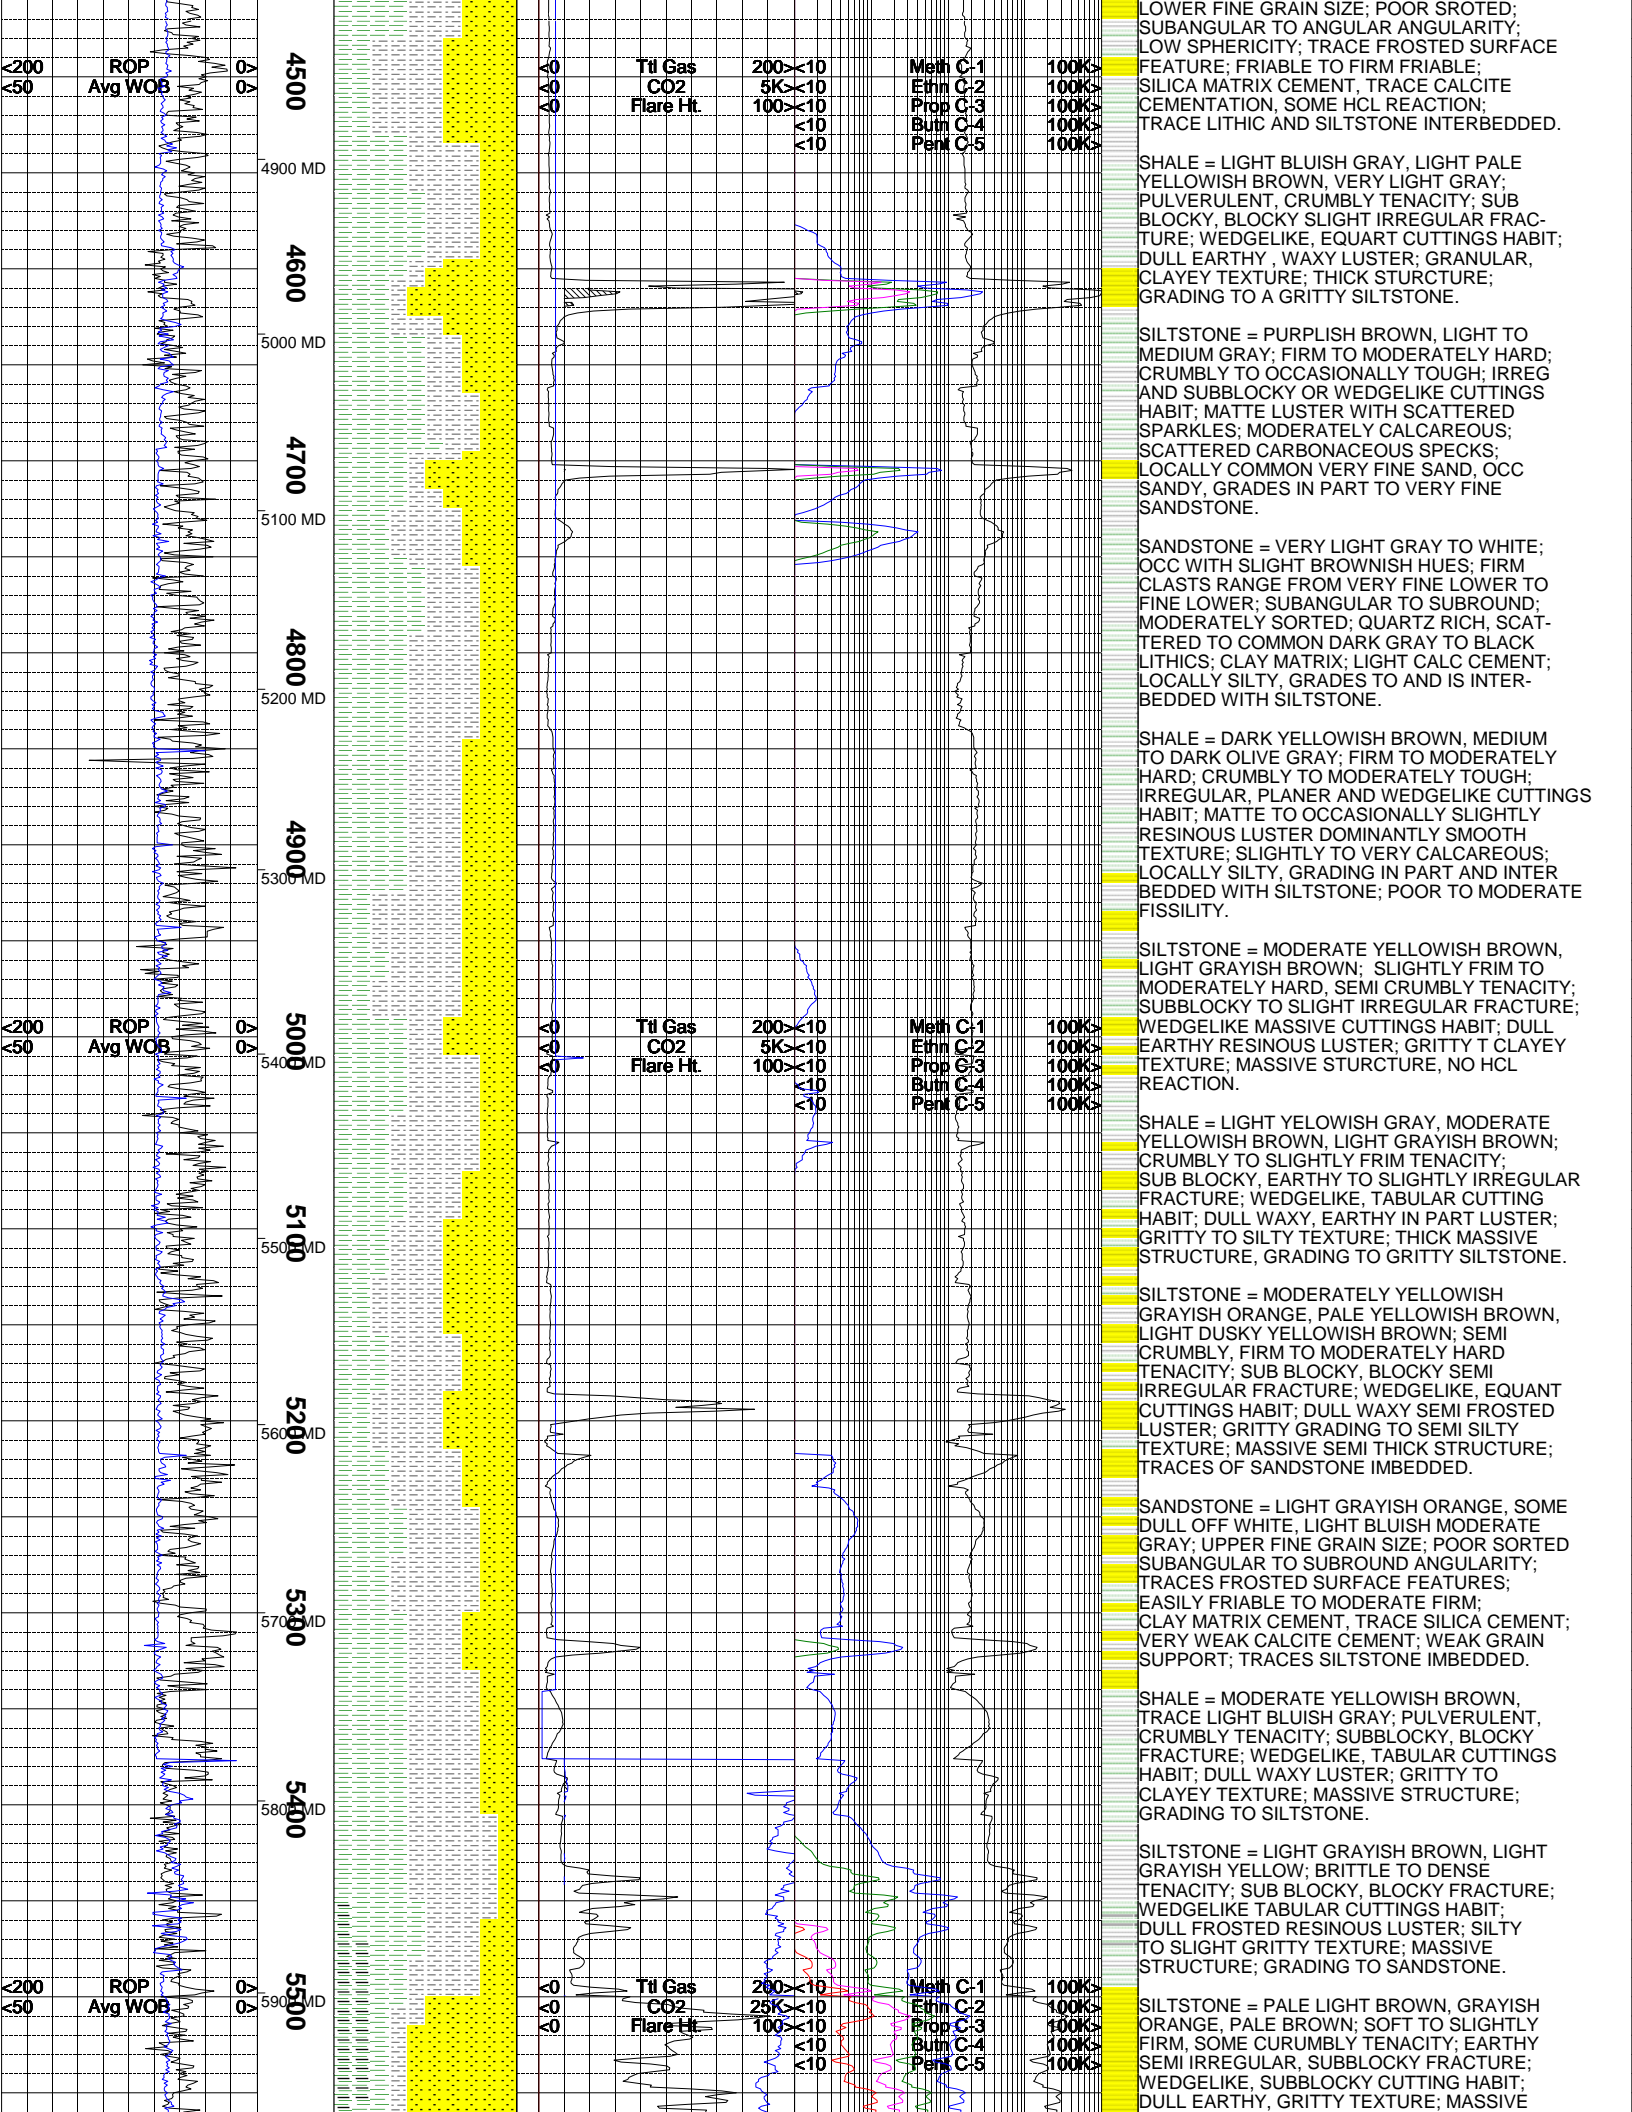 <200 ROP 0>
<50 Avg WOB 0>
4500
<0 Ttl Gas 200>
<0 CO2 5K>
<0 Flare Ht. 100>
<10 Meth C-1 100K>
<10 Ethn C-2 100K>
<10 Prop C-3 100K>
<10 Butn C-4 100K>
<10 Pent C-5 100K>
4900 MD
4600
5000 MD
4700
5100 MD
4800
5200 MD
4900
5300 MD
<200 ROP 0>
<50 Avg WOB 0>
5000
5400 MD
<0 Ttl Gas 200>
<0 CO2 5K>
<0 Flare Ht. 100>
<10 Meth C-1 100K>
<10 Ethn C-2 100K>
<10 Prop C-3 100K>
<10 Butn C-4 100K>
<10 Pent C-5 100K>
5100
5500 MD
5200
5600 MD
5300
5700 MD
5400
5800 MD
<200 ROP 0>
<50 Avg WOB 0>
5500
5900 MD
<0 Ttl Gas 200>
<0 CO2 25K>
<0 Flare Ht. 100>
<10 Meth C-1 100K>
<10 Ethn C-2 100K>
<10 Prop C-3 100K>
<10 Butn C-4 100K>
<10 Pent C-5 100K>
LOWER FINE GRAIN SIZE; POOR SROTED;
SUBANGULAR TO ANGULAR ANGULARITY;
LOW SPHERICITY; TRACE FROSTED SURFACE
FEATURE; FRIABLE TO FIRM FRIABLE;
SILICA MATRIX CEMENT, TRACE CALCITE
CEMENTATION, SOME HCL REACTION;
TRACE LITHIC AND SILTSTONE INTERBEDDED.
SHALE = LIGHT BLUISH GRAY, LIGHT PALE
YELLOWISH BROWN, VERY LIGHT GRAY;
PULVERULENT, CRUMBLY TENACITY; SUB
BLOCKY, BLOCKY SLIGHT IRREGULAR FRAC-
TURE; WEDGELIKE, EQUART CUTTINGS HABIT;
DULL EARTHY , WAXY LUSTER; GRANULAR,
CLAYEY TEXTURE; THICK STURCTURE;
GRADING TO A GRITTY SILTSTONE.
SILTSTONE = PURPLISH BROWN, LIGHT TO
MEDIUM GRAY; FIRM TO MODERATELY HARD;
CRUMBLY TO OCCASIONALLY TOUGH; IRREG
AND SUBBLOCKY OR WEDGELIKE CUTTINGS
HABIT; MATTE LUSTER WITH SCATTERED
SPARKLES; MODERATELY CALCAREOUS;
SCATTERED CARBONACEOUS SPECKS;
LOCALLY COMMON VERY FINE SAND, OCC
SANDY, GRADES IN PART TO VERY FINE
SANDSTONE.
SANDSTONE = VERY LIGHT GRAY TO WHITE;
OCC WITH SLIGHT BROWNISH HUES; FIRM
CLASTS RANGE FROM VERY FINE LOWER TO
FINE LOWER; SUBANGULAR TO SUBROUND;
MODERATELY SORTED; QUARTZ RICH, SCAT-
TERED TO COMMON DARK GRAY TO BLACK
LITHICS; CLAY MATRIX; LIGHT CALC CEMENT;
LOCALLY SILTY, GRADES TO AND IS INTER-
BEDDED WITH SILTSTONE.
SHALE = DARK YELLOWISH BROWN, MEDIUM
TO DARK OLIVE GRAY; FIRM TO MODERATELY
HARD; CRUMBLY TO MODERATELY TOUGH;
IRREGULAR, PLANER AND WEDGELIKE CUTTINGS
HABIT; MATTE TO OCCASIONALLY SLIGHTLY
RESINOUS LUSTER DOMINANTLY SMOOTH
TEXTURE; SLIGHTLY TO VERY CALCAREOUS;
LOCALLY SILTY, GRADING IN PART AND INTER
BEDDED WITH SILTSTONE; POOR TO MODERATE
FISSILITY.
SILTSTONE = MODERATE YELLOWISH BROWN,
LIGHT GRAYISH BROWN;  SLIGHTLY FRIM TO
MODERATELY HARD, SEMI CRUMBLY TENACITY;
SUBBLOCKY TO SLIGHT IRREGULAR FRACTURE;
WEDGELIKE MASSIVE CUTTINGS HABIT; DULL
EARTHY RESINOUS LUSTER; GRITTY T CLAYEY
TEXTURE; MASSIVE STURCTURE, NO HCL
REACTION.
SHALE = LIGHT YELOWISH GRAY, MODERATE
YELLOWISH BROWN, LIGHT GRAYISH BROWN;
CRUMBLY TO SLIGHTLY FRIM TENACITY;
SUB BLOCKY, EARTHY TO SLIGHTLY IRREGULAR
FRACTURE; WEDGELIKE, TABULAR CUTTING
HABIT; DULL WAXY, EARTHY IN PART LUSTER;
GRITTY TO SILTY TEXTURE; THICK MASSIVE
STRUCTURE, GRADING TO GRITTY SILTSTONE.
SILTSTONE = MODERATELY YELLOWISH
GRAYISH ORANGE, PALE YELLOWISH BROWN,
LIGHT DUSKY YELLOWISH BROWN; SEMI
CRUMBLY, FIRM TO MODERATELY HARD
TENACITY; SUB BLOCKY, BLOCKY SEMI
IRREGULAR FRACTURE; WEDGELIKE, EQUANT
CUTTINGS HABIT; DULL WAXY SEMI FROSTED
LUSTER; GRITTY GRADING TO SEMI SILTY
TEXTURE; MASSIVE SEMI THICK STRUCTURE;
TRACES OF SANDSTONE IMBEDDED.
SANDSTONE = LIGHT GRAYISH ORANGE, SOME
DULL OFF WHITE, LIGHT BLUISH MODERATE
GRAY; UPPER FINE GRAIN SIZE; POOR SORTED
SUBANGULAR TO SUBROUND ANGULARITY;
TRACES FROSTED SURFACE FEATURES;
EASILY FRIABLE TO MODERATE FIRM;
CLAY MATRIX CEMENT, TRACE SILICA CEMENT;
VERY WEAK CALCITE CEMENT; WEAK GRAIN
SUPPORT; TRACES SILTSTONE IMBEDDED.
SHALE = MODERATE YELLOWISH BROWN,
TRACE LIGHT BLUISH GRAY; PULVERULENT,
CRUMBLY TENACITY; SUBBLOCKY, BLOCKY
FRACTURE; WEDGELIKE, TABULAR CUTTINGS
HABIT; DULL WAXY LUSTER; GRITTY TO
CLAYEY TEXTURE; MASSIVE STRUCTURE;
GRADING TO SILTSTONE.
SILTSTONE = LIGHT GRAYISH BROWN, LIGHT
GRAYISH YELLOW; BRITTLE TO DENSE
TENACITY; SUB BLOCKY, BLOCKY FRACTURE;
WEDGELIKE TABULAR CUTTINGS HABIT;
DULL FROSTED RESINOUS LUSTER; SILTY
TO SLIGHT GRITTY TEXTURE; MASSIVE
STRUCTURE; GRADING TO SANDSTONE.
SILTSTONE = PALE LIGHT BROWN, GRAYISH
ORANGE, PALE BROWN; SOFT TO SLIGHTLY
FIRM, SOME CURUMBLY TENACITY; EARTHY
SEMI IRREGULAR, SUBBLOCKY FRACTURE;
WEDGELIKE, SUBBLOCKY CUTTING HABIT;
DULL EARTHY, GRITTY TEXTURE; MASSIVE